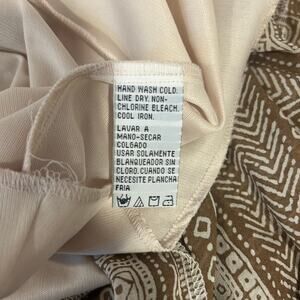 HAND WASH COLD.
LINE DRY. NON-
CHLORINE BLEACH.
COOL IRON.
LAVAR A
MANO-SECAR
COLGADO
USAR SOLAMENTE
BLANQUEADOR SIN
CLORO. CUANDO SE
NECESITE PLANCHA
FRIA